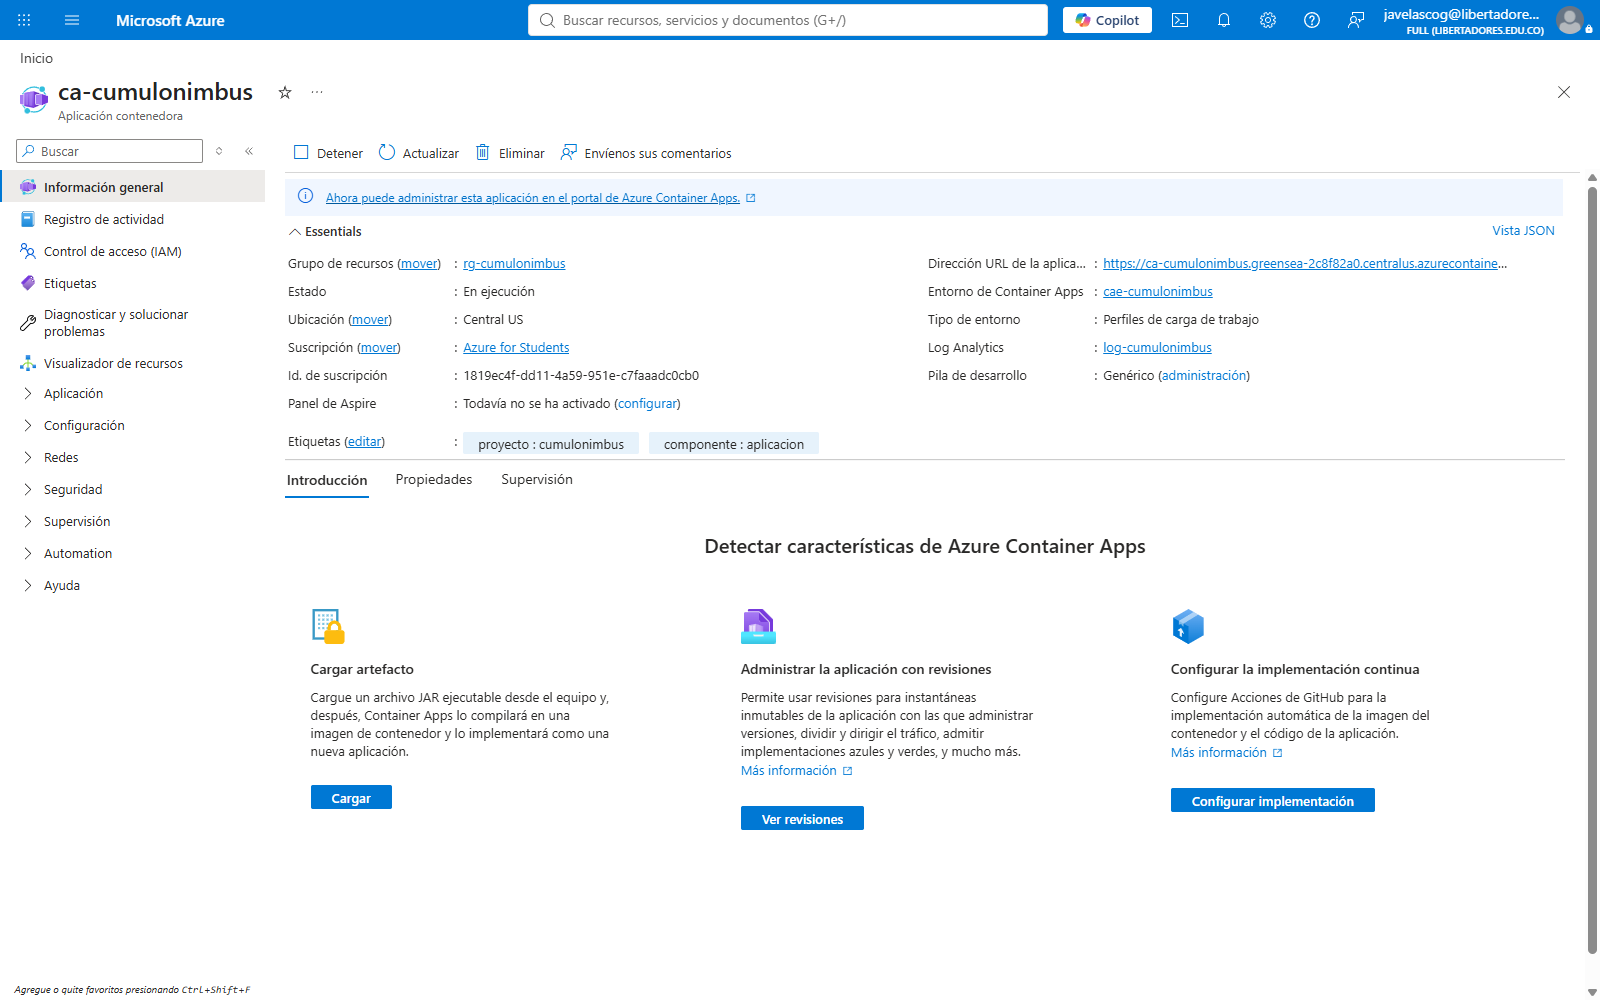 Microsoft Azure
Buscar recursos, servicios y documentos (G+/)
Copilot
javelascog@libertadore...
FULL (LIBERTADORES.EDU.CO)
Inicio
ca-cumulonimbus
Aplicación contenedora
Buscar
Detener
Actualizar
Eliminar
Envíenos sus comentarios
Información general
Registro de actividad
Control de acceso (IAM)
Etiquetas
Diagnosticar y solucionar
problemas
Visualizador de recursos
Aplicación
Configuración
Redes
Seguridad
Supervisión
Automation
Ayuda
Ahora puede administrar esta aplicación en el portal de Azure Container Apps.
Essentials
Vista JSON
Grupo de recursos (mover) : rg-cumulonimbus
Estado : En ejecución
Ubicación (mover) : Central US
Suscripción (mover) : Azure for Students
Id. de suscripción : 1819ec4f-dd11-4a59-951e-c7faaadc0cb0
Panel de Aspire : Todavía no se ha activado (configurar)
Dirección URL de la aplica... : https://ca-cumulonimbus.greensea-2c8f82a0.centralus.azurecontaine...
Entorno de Container Apps : cae-cumulonimbus
Tipo de entorno : Perfiles de carga de trabajo
Log Analytics : log-cumulonimbus
Pila de desarrollo : Genérico (administración)
Etiquetas (editar) : proyecto : cumulonimbus componente : aplicacion
Introducción
Propiedades
Supervisión
Detectar características de Azure Container Apps
Cargar artefacto
Cargue un archivo JAR ejecutable desde el equipo y,
después, Container Apps lo compilará en una
imagen de contenedor y lo implementará como una
nueva aplicación.
Cargar
Administrar la aplicación con revisiones
Permite usar revisiones para instantáneas
inmutables de la aplicación con las que administrar
versiones, dividir y dirigir el tráfico, admitir
implementaciones azules y verdes, y mucho más.
Más información
Ver revisiones
Configurar la implementación continua
Configure Acciones de GitHub para la
implementación automática de la imagen del
contenedor y el código de la aplicación.
Más información
Configurar implementación
Agregue o quite favoritos presionando Ctrl+Shift+F